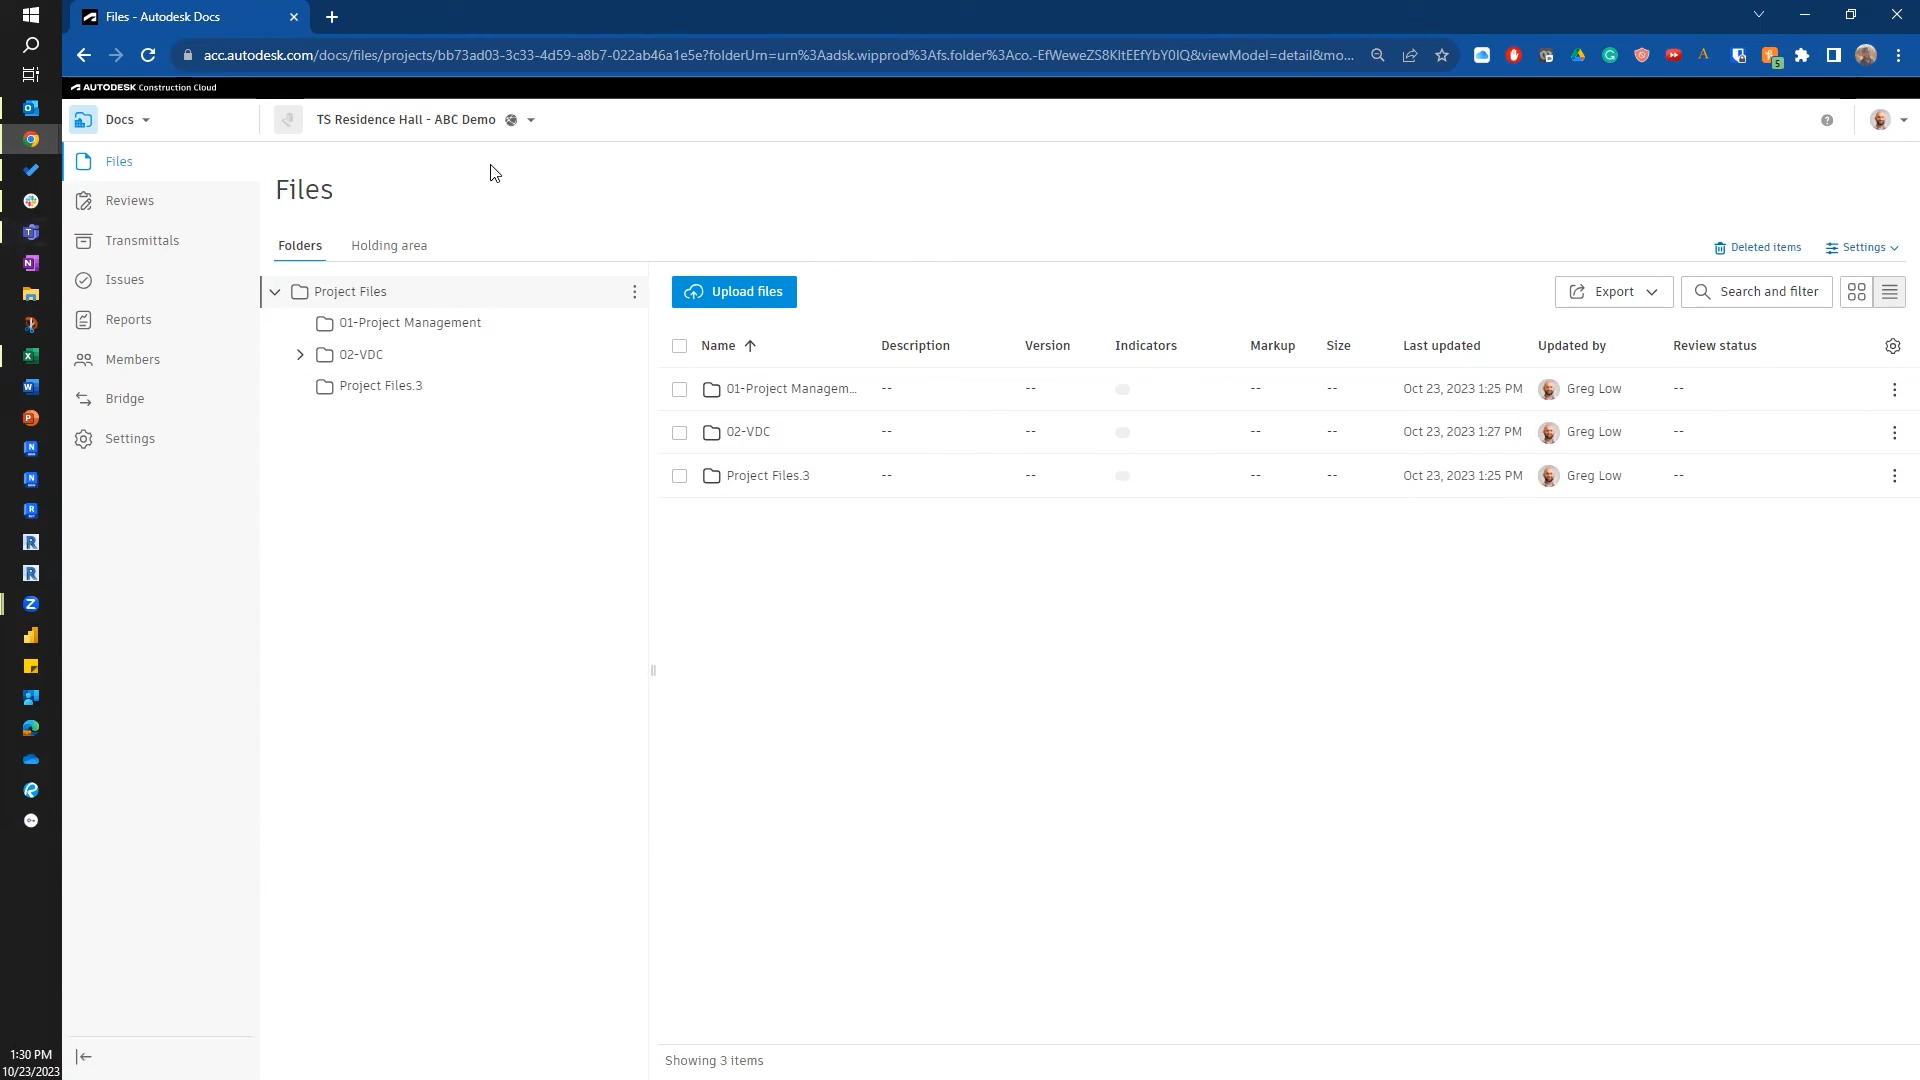 Files - Autodesk Docs
acc.autodesk.com/docs/files/projects/bb73ad03-3c33-4d59-a8b7-022ab46a1e5e?folderUrn=urn%3Aadsk.wipprod%3Afs.folder%3Aco.-EfWeweZS8KItEEfYbY0IQ&viewModel=detail&mo...
5
AUTODESK Construction Cloud
Docs
TS Residence Hall - ABC Demo
Files
Reviews
Transmittals
Issues
Reports
Members
Bridge
Settings
Files
Folders
Holding area
Deleted items
Settings
Project Files
01-Project Management
02-VDC
Project Files.3
Upload files
Export
Search and filter
Name Description Version Indicators Markup Size Last updated Updated by Review status
01-Project Managem... -- -- -- -- Oct 23, 2023 1:25 PM Greg Low --
02-VDC -- -- -- -- Oct 23, 2023 1:27 PM Greg Low --
Project Files.3 -- -- -- -- Oct 23, 2023 1:25 PM Greg Low --
Showing 3 items
1:30 PM
10/23/2023